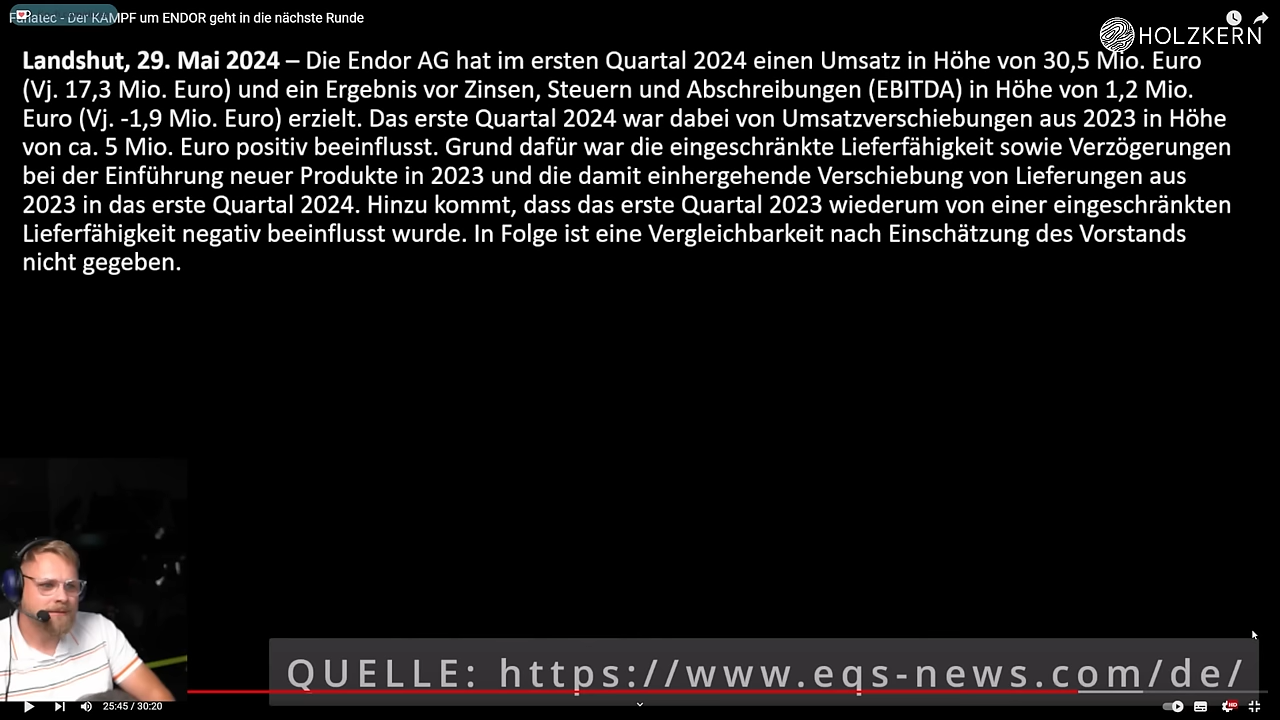 Fanatec - Der KAMPF um ENDOR geht in die nächste Runde
HOLZKERN
Landshut, 29. Mai 2024 – Die Endor AG hat im ersten Quartal 2024 einen Umsatz in Höhe von 30,5 Mio. Euro
(Vj. 17,3 Mio. Euro) und ein Ergebnis vor Zinsen, Steuern und Abschreibungen (EBITDA) in Höhe von 1,2 Mio.
Euro (Vj. -1,9 Mio. Euro) erzielt. Das erste Quartal 2024 war dabei von Umsatzverschiebungen aus 2023 in Höhe
von ca. 5 Mio. Euro positiv beeinflusst. Grund dafür war die eingeschränkte Lieferfähigkeit sowie Verzögerungen
bei der Einführung neuer Produkte in 2023 und die damit einhergehende Verschiebung von Lieferungen aus
2023 in das erste Quartal 2024. Hinzu kommt, dass das erste Quartal 2023 wiederum von einer eingeschränkten
Lieferfähigkeit negativ beeinflusst wurde. In Folge ist eine Vergleichbarkeit nach Einschätzung des Vorstands
nicht gegeben.
QUELLE: https://www.eqs-news.com/de/
25:45 / 30:20
HD